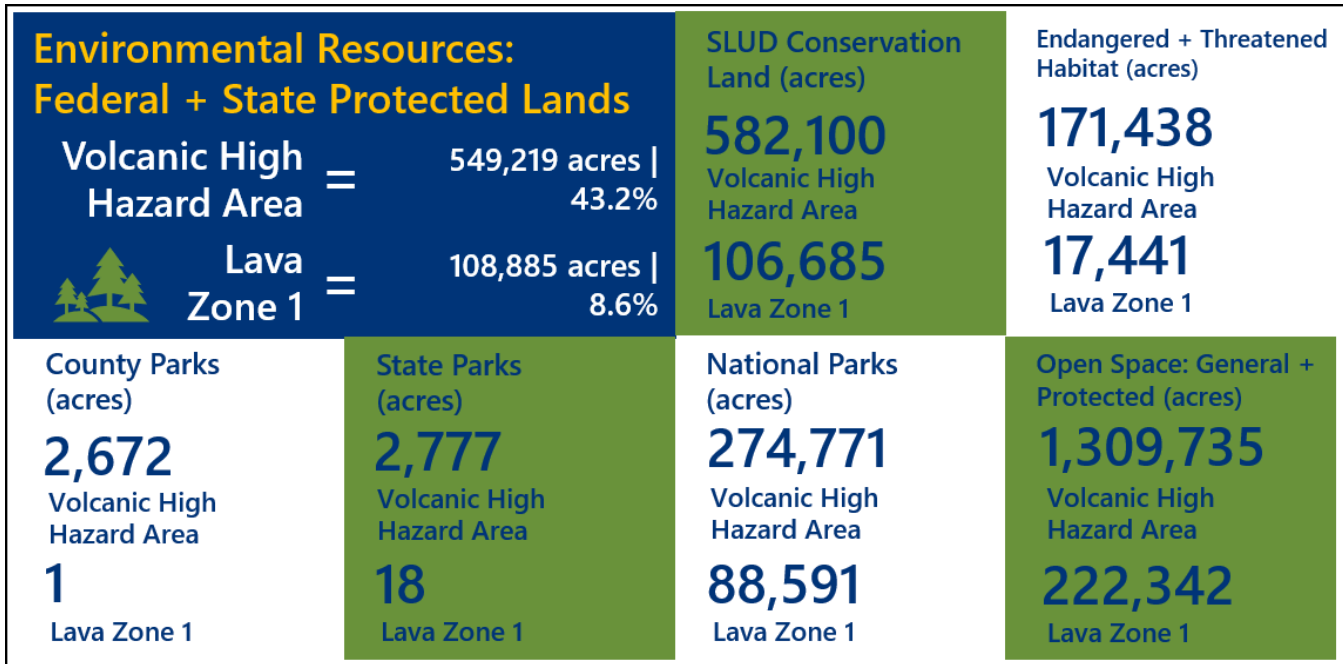 Environmental Resources:
Federal + State Protected Lands
Volcanic High
Hazard Area
=
549,219 acres |
43.2%
Lava
Zone 1
=
108,885 acres |
8.6%
SLUD Conservation
Land (acres)
582,100
Volcanic High
Hazard Area
106,685
Lava Zone 1
Endangered + Threatened
Habitat (acres)
171,438
Volcanic High
Hazard Area
17,441
Lava Zone 1
County Parks
(acres)
2,672
Volcanic High
Hazard Area
1
Lava Zone 1
State Parks
(acres)
2,777
Volcanic High
Hazard Area
18
Lava Zone 1
National Parks
(acres)
274,771
Volcanic High
Hazard Area
88,591
Lava Zone 1
Open Space: General +
Protected (acres)
1,309,735
Volcanic High
Hazard Area
222,342
Lava Zone 1